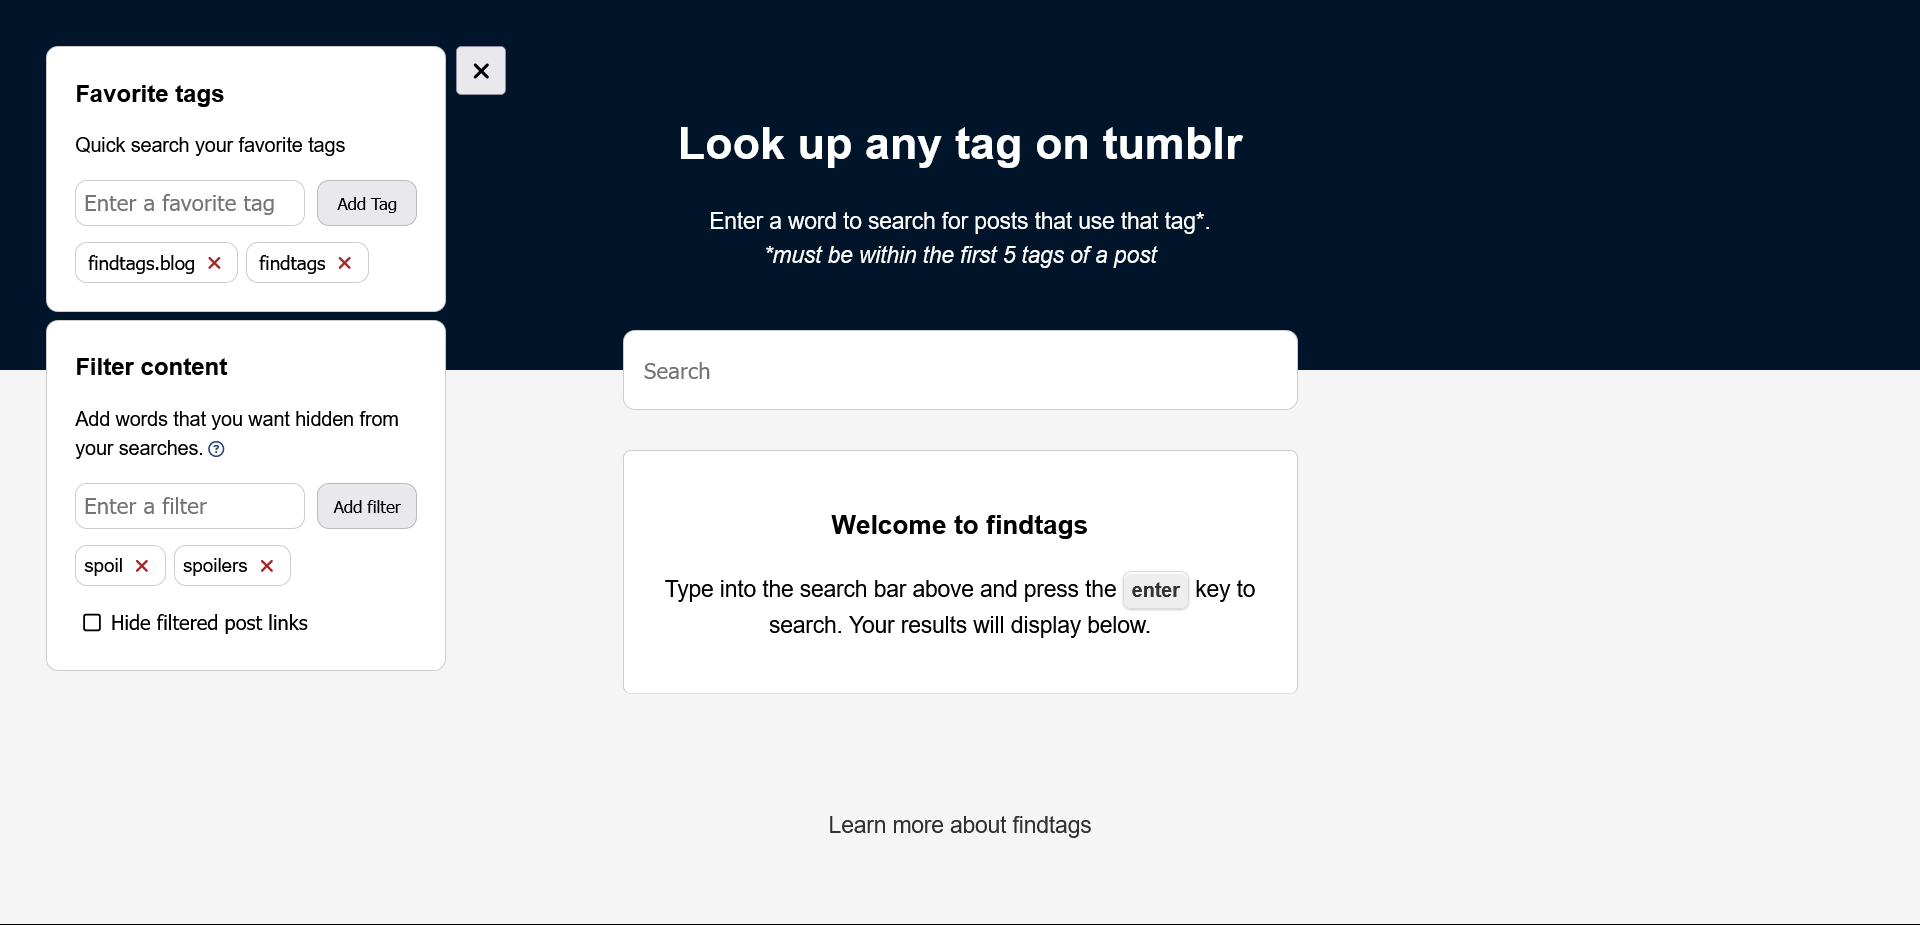 Favorite tags
Quick search your favorite tags
Enter a favorite tag
Add Tag
findtags.blog
findtags
Filter content
Add words that you want hidden from
your searches. ?
Enter a filter
Add filter
spoil
spoilers
Hide filtered post links
Look up any tag on tumblr
Enter a word to search for posts that use that tag*.
*must be within the first 5 tags of a post
Search
Welcome to findtags
Type into the search bar above and press the enter key to
search. Your results will display below.
Learn more about findtags